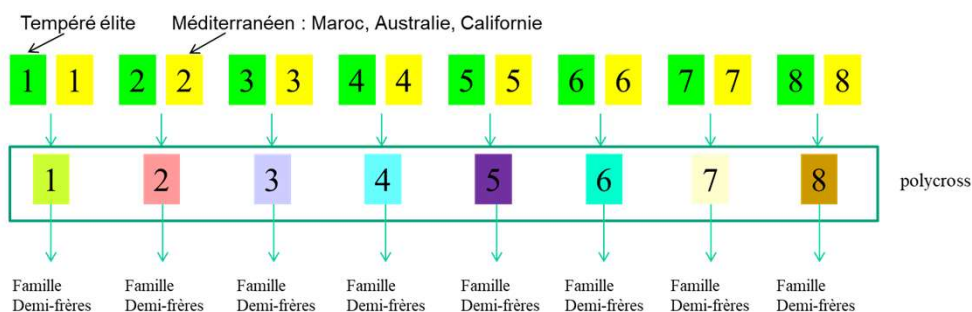 Tempéré élite Méditerranéen : Maroc, Australie, Californie
1 1 2 2 3 3 4 4 5 5 6 6 7 7 8 8
1 2 3 4 5 6 7 8 polycross
Famille Famille Famille Famille Famille Famille Famille Famille
Demi-frères Demi-frères Demi-frères Demi-frères Demi-frères Demi-frères Demi-frères Demi-frères